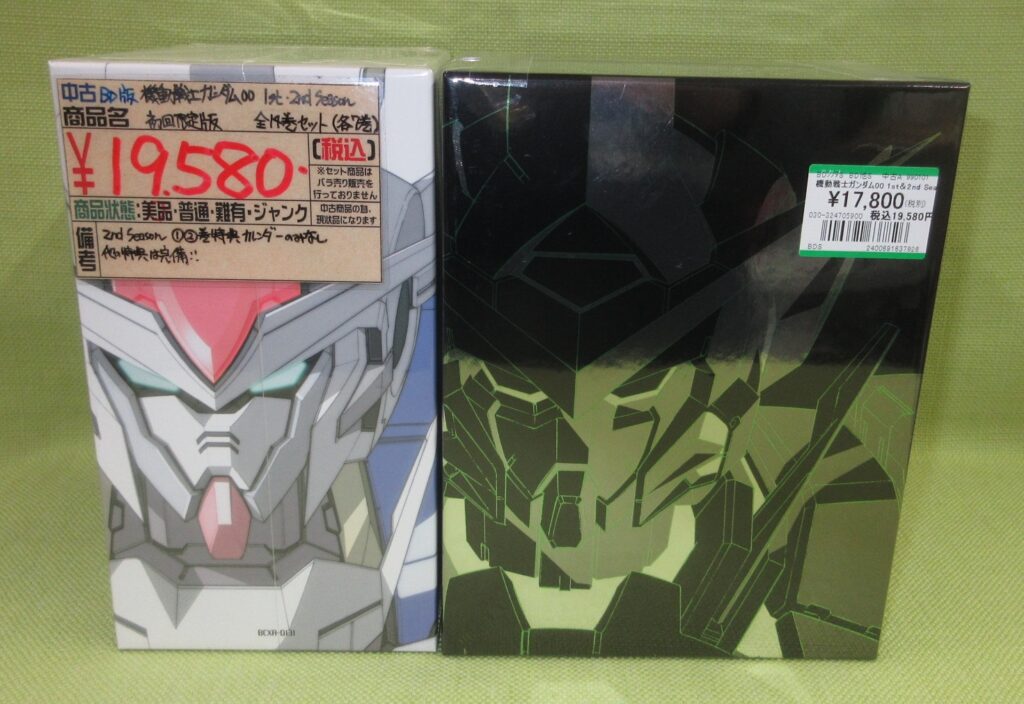 中古 BD版 機動戦士ガンダム00 1st・2nd Season
商品名 初回限定版 全14巻セット(各7巻)
¥19.580.
【税込】
※セット商品は
バラ売り販売を
行っておりません
商品状態・美品・普通・難有・ジャンク
中古商品の為、
現状品になります
備考 2nd Season ①②巻特典カレンダーのみなし
他の特典は完備!!
BCXA-0131
中古A 990101
機動戦士ガンダム00 1st&2nd Sea
¥17,800(税別)
020-224705900 税込19,580円
BDS 2400691637828